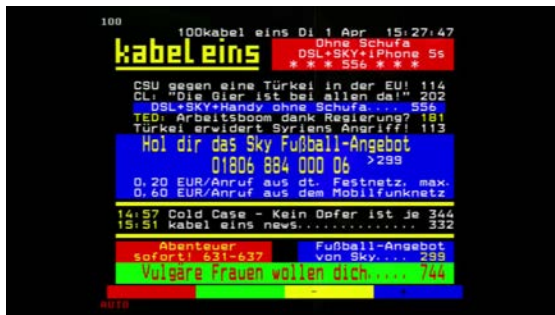 100
100kabel eins Di 1 Apr 15:27:47
kabel eins
Ohne Schufa
DSL+SKY+iPhone 5s
* * * 556 * * *
CSU gegen eine Türkei in der EU! 114
CL: "Die Gier ist bei allen da!" 202
DSL+SKY+Handy ohne Schufa.... 556
TED: Arbeitsboom dank Regierung? 181
Türkei erwidert Syriens Angriff! 113
Hol dir das Sky Fußball-Angebot
01806 884 000 06 >299
0,20 EUR/Anruf aus dt. Festnetz, max.
0,60 EUR/Anruf aus dem Mobilfunknetz
14:57 Cold Case - Kein Opfer ist je 344
15:51 kabel eins news.............. 332
Abenteuer
sofort! 631-637
Fußball-Angebot
von Sky.... 299
Vulgäre Frauen wollen dich..... 744
AUTO